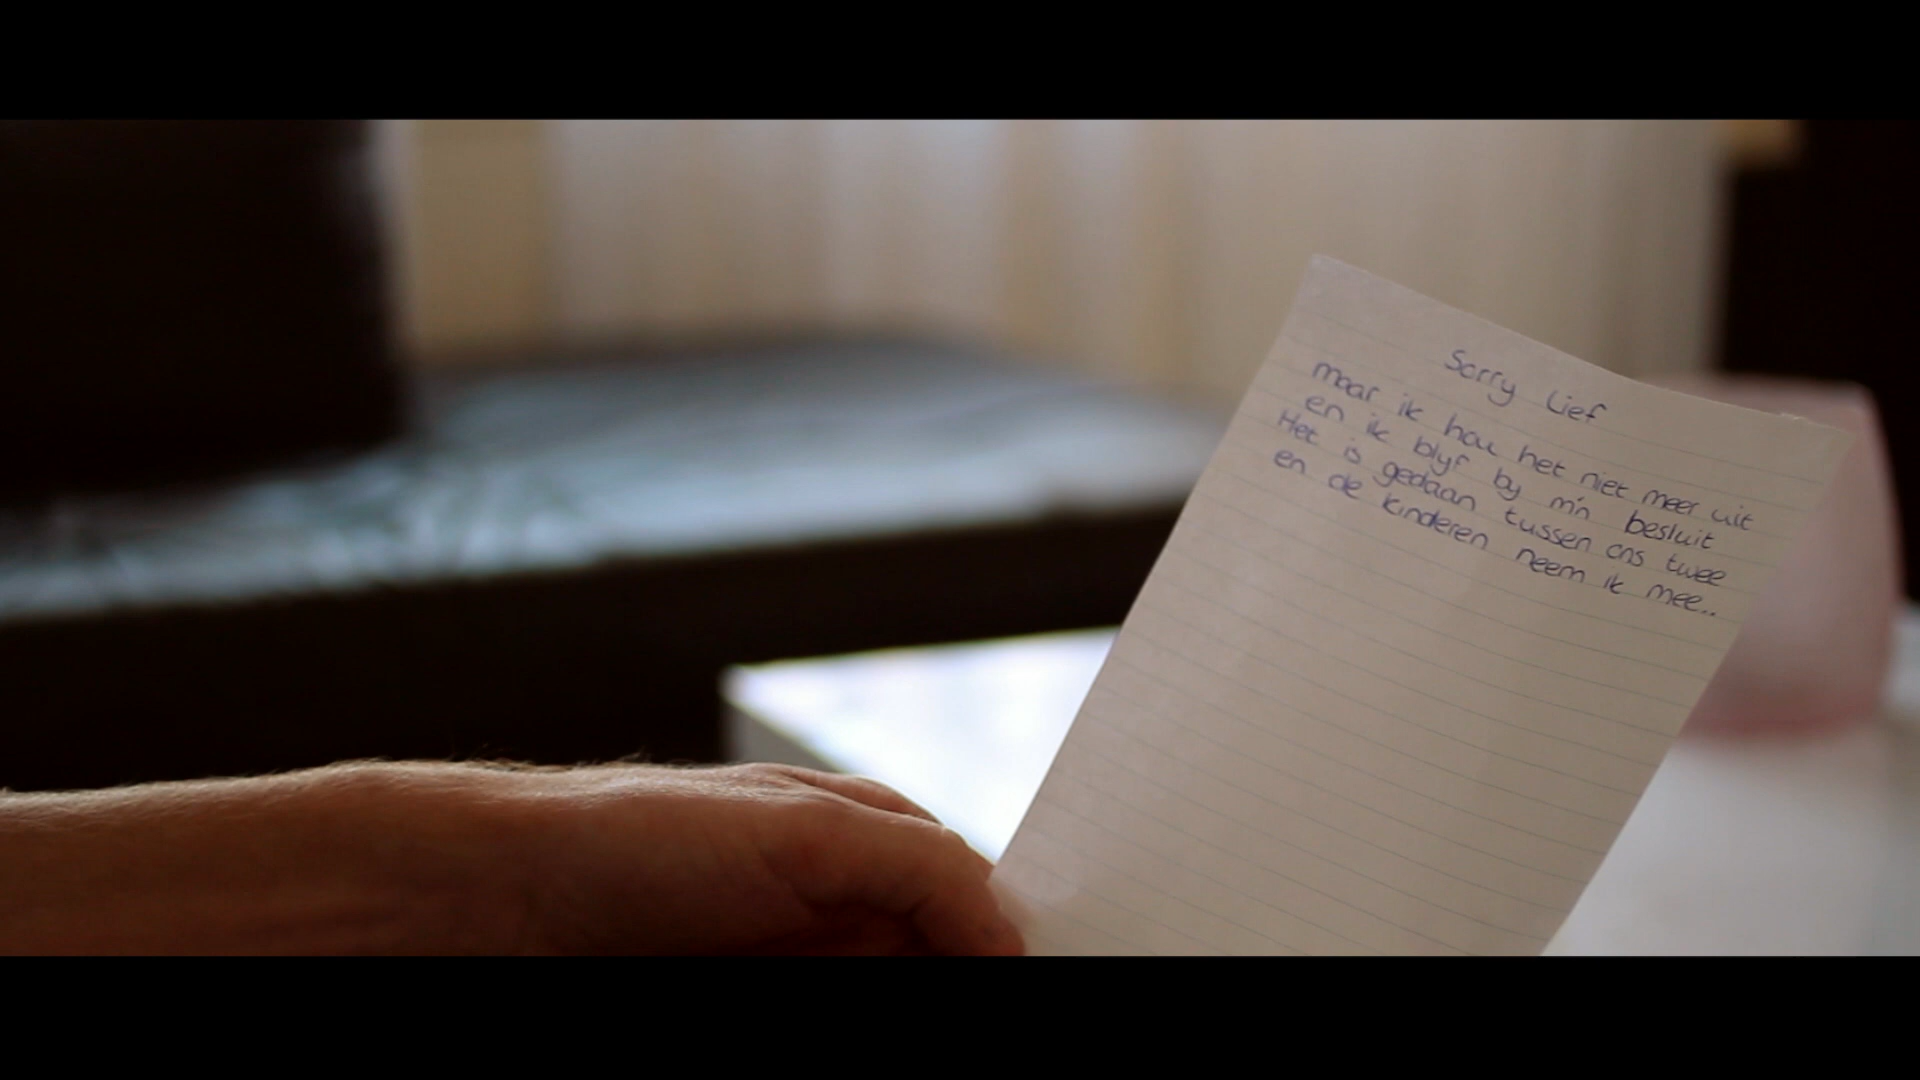 Sorry Lief
maar ik hou het niet meer uit
en ik blyf by m'n besluit
Het is gedaan tussen ons twee
en de kinderen neem ik mee..